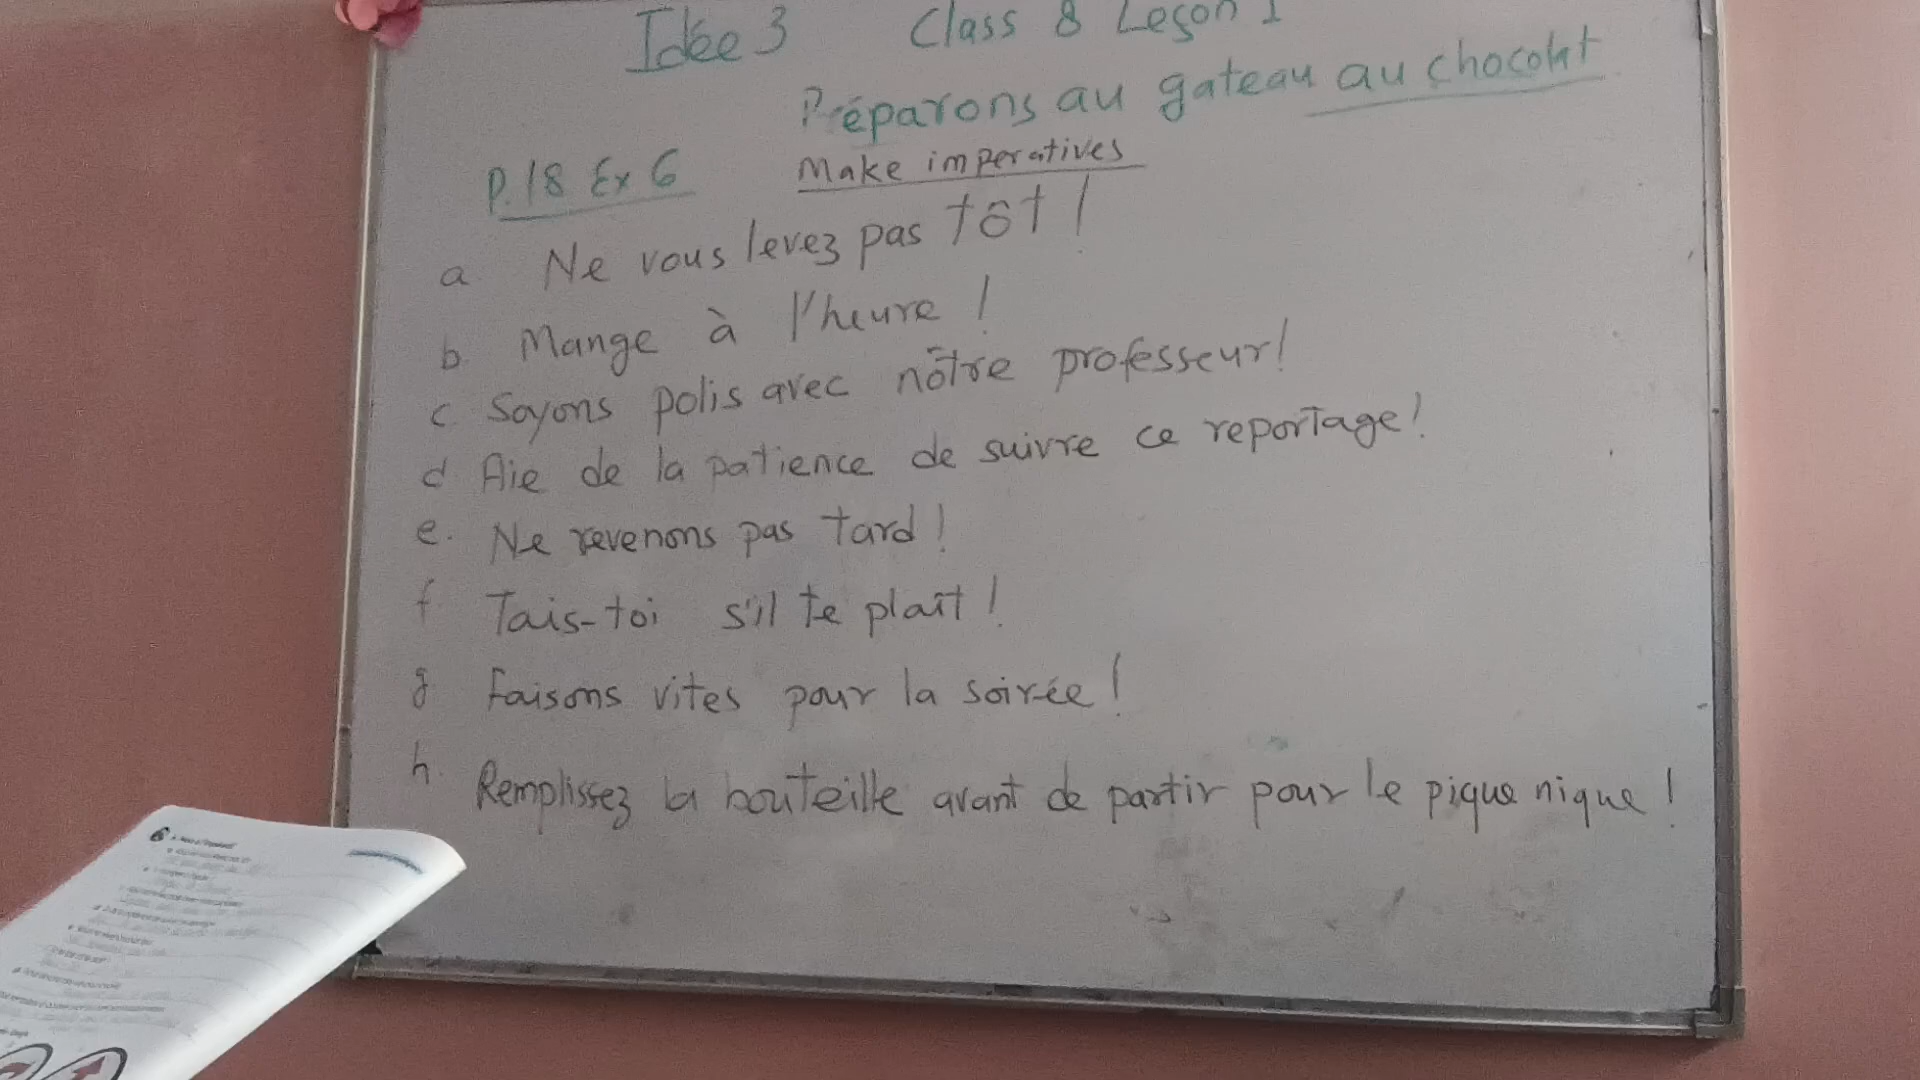 Idée 3 Class 8 Leçon 1
Préparons au gateau au chocolat
P.18 Ex 6 Make imperatives
a Ne vous levez pas tôt !
b. Mange à l'heure !
c Soyons polis avec nôtre professeur!
d Aie de la patience de suivre ce reportage!
e. Ne revenons pas tard !
f Tais-toi s'il te plaît !
g faisons vites pour la soirée !
h. Remplissez la bouteille avant de partir pour le pique nique !
6